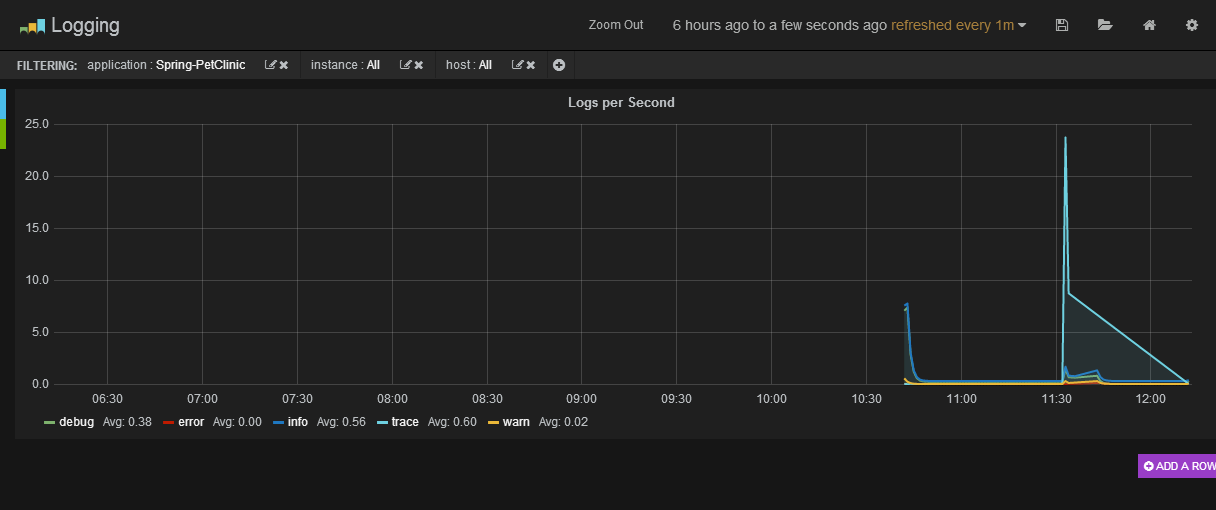 Logging
Zoom Out
6 hours ago to a few seconds ago refreshed every 1m
FILTERING: application : Spring-PetClinic instance : All host : All
Logs per Second
25.0
20.0
15.0
10.0
5.0
0.0
06:30 07:00 07:30 08:00 08:30 09:00 09:30 10:00 10:30 11:00 11:30 12:00
debug Avg: 0.38 error Avg: 0.00 info Avg: 0.56 trace Avg: 0.60 warn Avg: 0.02
ADD A ROW